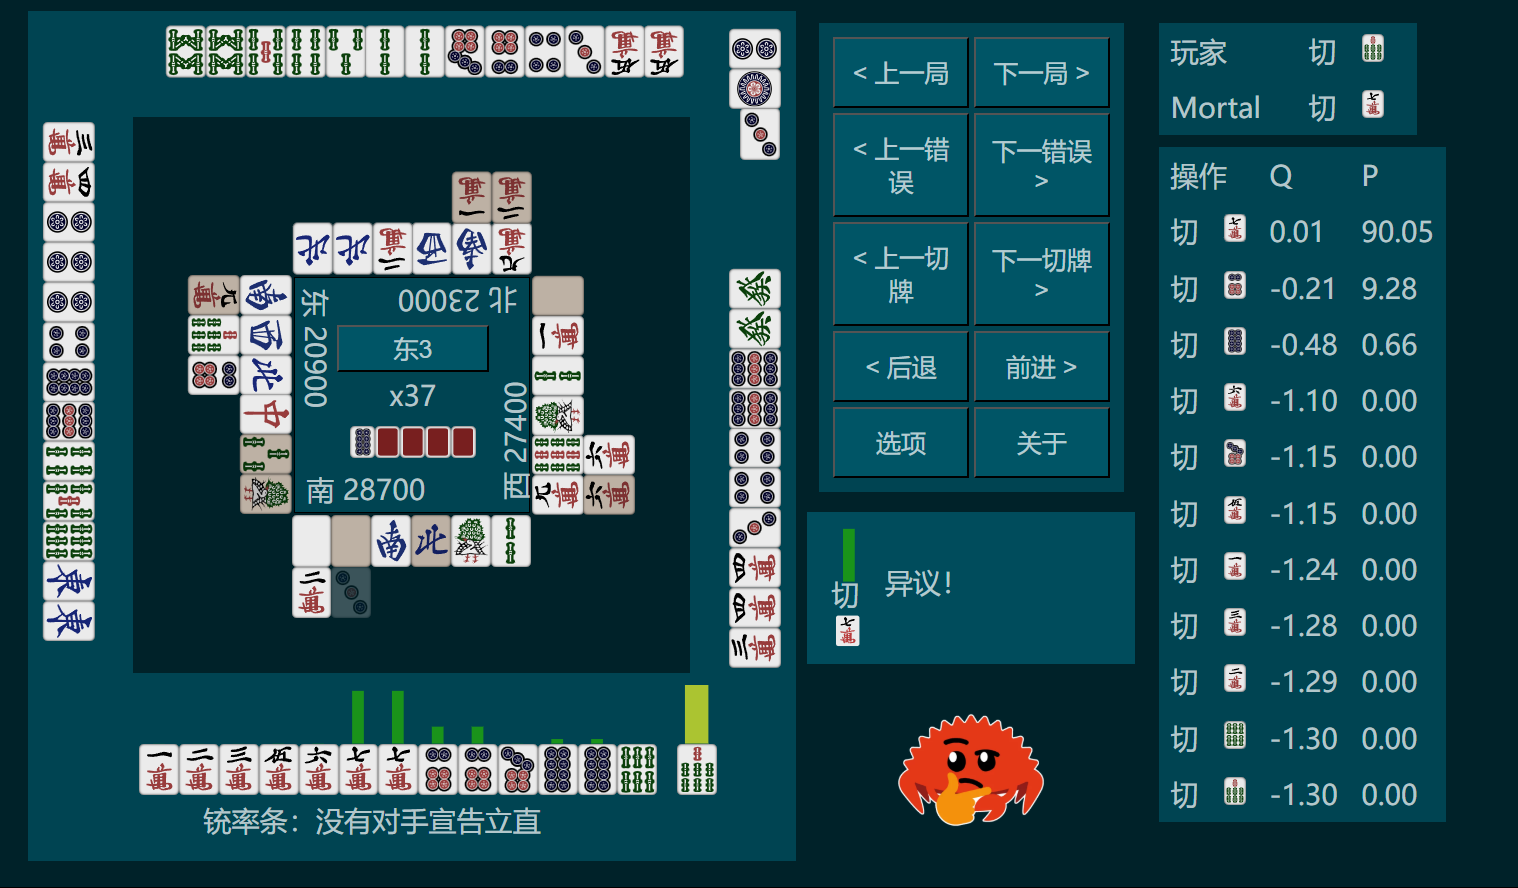 东 20900
北 23000
东3
x37
西 27400
南 28700
铳率条：没有对手宣告立直
< 上一局
下一局 >
< 上一错误
下一错误 >
< 上一切牌
下一切牌 >
< 后退
前进 >
选项
关于
切
异议！
玩家 切
Mortal 切
操作 Q P
切 0.01 90.05
切 -0.21 9.28
切 -0.48 0.66
切 -1.10 0.00
切 -1.15 0.00
切 -1.15 0.00
切 -1.24 0.00
切 -1.28 0.00
切 -1.29 0.00
切 -1.30 0.00
切 -1.30 0.00